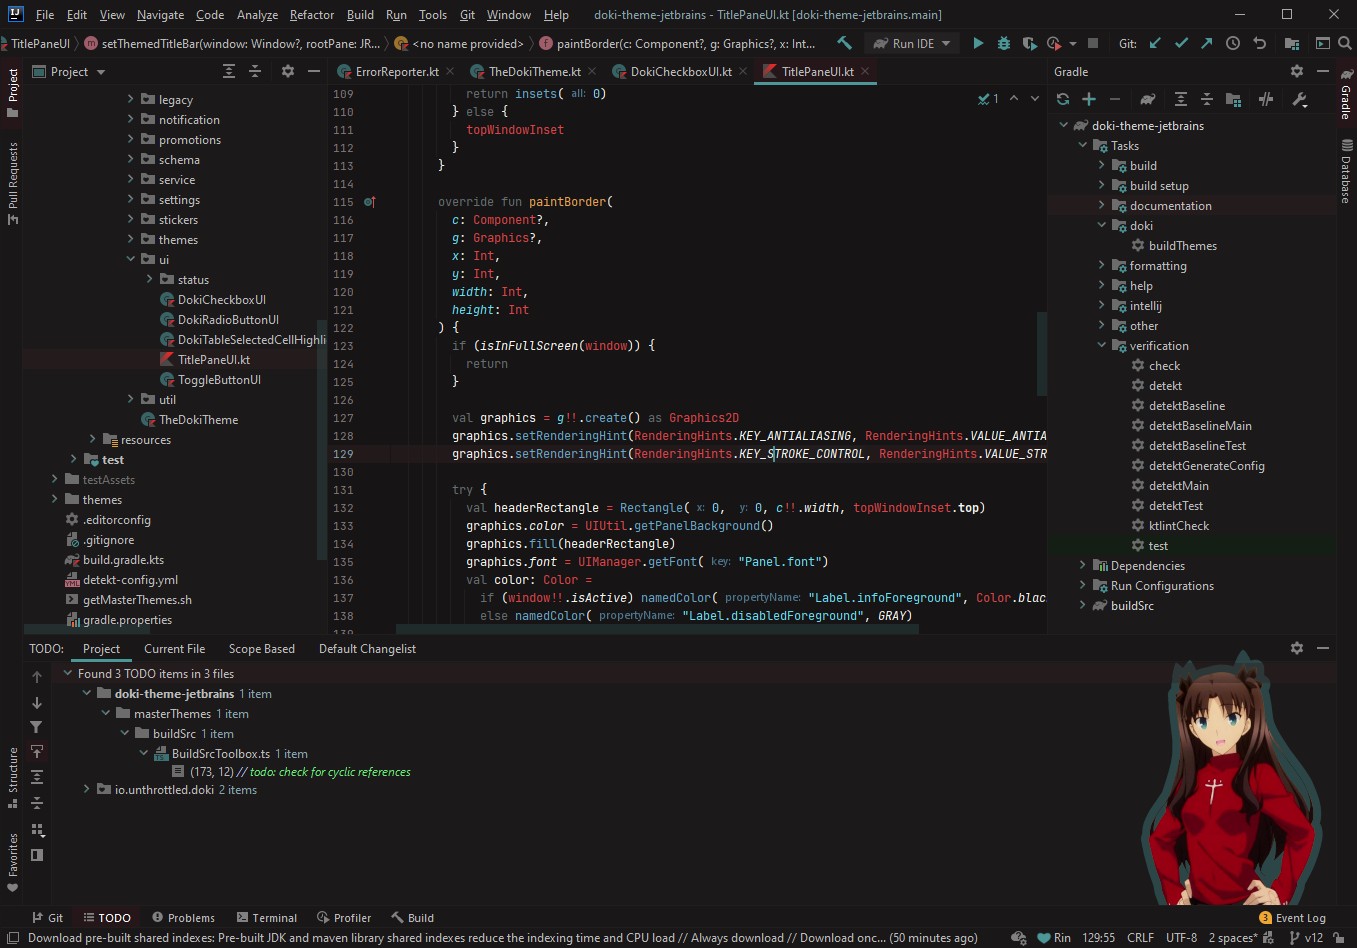 IJ File Edit View Navigate Code Analyze Refactor Build Run Tools Git Window Help doki-theme-jetbrains - TitlePaneUI.kt [doki-theme-jetbrains.main]
TitlePaneUI m setThemedTitleBar(window: Window?, rootPane: JR... <no name provided> f paintBorder(c: Component?, g: Graphics?, x: Int... Run IDE Git:
Project
Pull Requests
Structure
Favorites
Project
legacy
notification
promotions
schema
service
settings
stickers
themes
ui
status
DokiCheckboxUI
DokiRadioButtonUI
DokiTableSelectedCellHighli
TitlePaneUI.kt
ToggleButtonUI
util
TheDokiTheme
resources
test
testAssets
themes
.editorconfig
.gitignore
build.gradle.kts
detekt-config.yml
getMasterThemes.sh
gradle.properties
ErrorReporter.kt TheDokiTheme.kt DokiCheckboxUI.kt TitlePaneUI.kt
1
109 return insets( all: 0)
110 } else {
111 topWindowInset
112 }
113 }
114
115 override fun paintBorder(
116 c: Component?,
117 g: Graphics?,
118 x: Int,
119 y: Int,
120 width: Int,
121 height: Int
122 ) {
123 if (isInFullScreen(window)) {
124 return
125 }
126
127 val graphics = g!!.create() as Graphics2D
128 graphics.setRenderingHint(RenderingHints.KEY_ANTIALIASING, RenderingHints.VALUE_ANTIA
129 graphics.setRenderingHint(RenderingHints.KEY_STROKE_CONTROL, RenderingHints.VALUE_STR
130
131 try {
132 val headerRectangle = Rectangle( x: 0, y: 0, c!!.width, topWindowInset.top)
133 graphics.color = UIUtil.getPanelBackground()
134 graphics.fill(headerRectangle)
135 graphics.font = UIManager.getFont( key: "Panel.font")
136 val color: Color =
137 if (window!!.isActive) namedColor( propertyName: "Label.infoForeground", Color.blac
138 else namedColor( propertyName: "Label.disabledForeground", GRAY)
139
Gradle
doki-theme-jetbrains
Tasks
build
build setup
documentation
doki
buildThemes
formatting
help
intellij
other
verification
check
detekt
detektBaseline
detektBaselineMain
detektBaselineTest
detektGenerateConfig
detektMain
detektTest
ktlintCheck
test
Dependencies
Run Configurations
buildSrc
Gradle
Database
TODO: Project Current File Scope Based Default Changelist
Found 3 TODO items in 3 files
doki-theme-jetbrains 1 item
masterThemes 1 item
buildSrc 1 item
BuildSrcToolbox.ts 1 item
(173, 12) // todo: check for cyclic references
io.unthrottled.doki 2 items
Git TODO Problems Terminal Profiler Build 3 Event Log
Download pre-built shared indexes: Pre-built JDK and maven library shared indexes reduce the indexing time and CPU load // Always download // Download onc... (50 minutes ago) Rin 129:55 CRLF UTF-8 2 spaces* v12